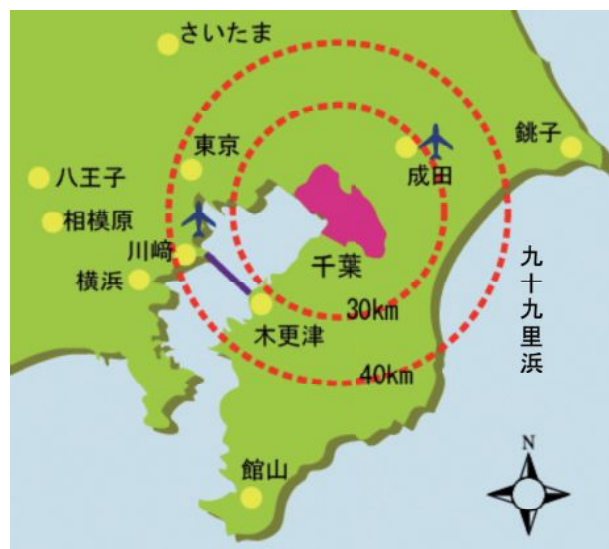 さいたま
東京
成田
銚子
八王子
相模原
川﨑
横浜
千葉
九十九里浜
30km
木更津
40km
館山
N